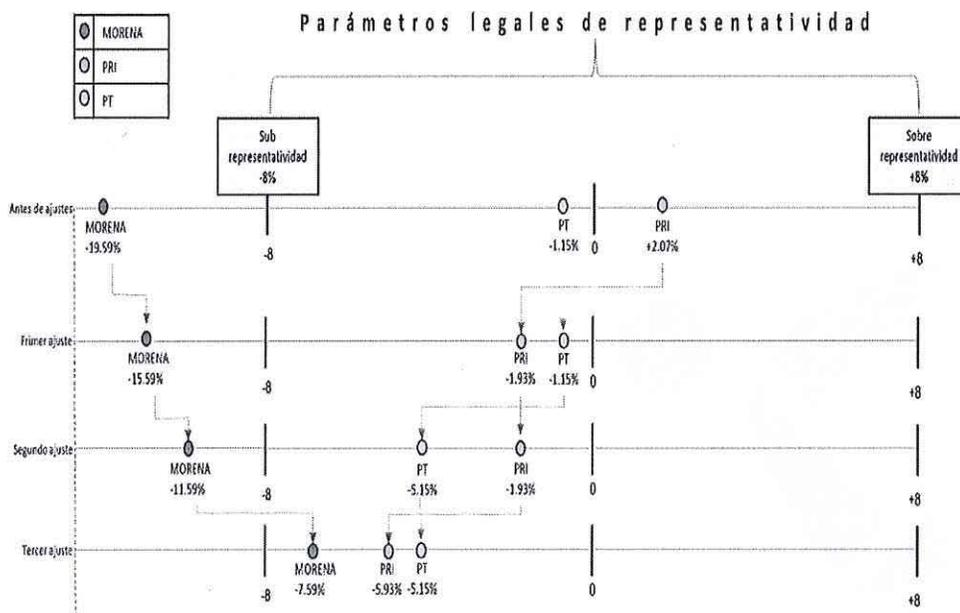 Parámetros legales de representatividad
MORENA
PRI
PT
Sub
representatividad
-8%
Sobre
representatividad
+8%
Antes de ajustes
MORENA
-19.59%
-8
PT
-1.15%
0
PRI
+2.07%
+8
Primer ajuste
MORENA
-15.59%
-8
PRI
-1.93%
PT
-1.15%
0
+8
Segundo ajuste
MORENA
-11.59%
-8
PT
-5.15%
PRI
-1.93%
0
+8
Tercer ajuste
MORENA
-7.59%
-8
PRI
-5.93%
PT
-5.15%
0
+8